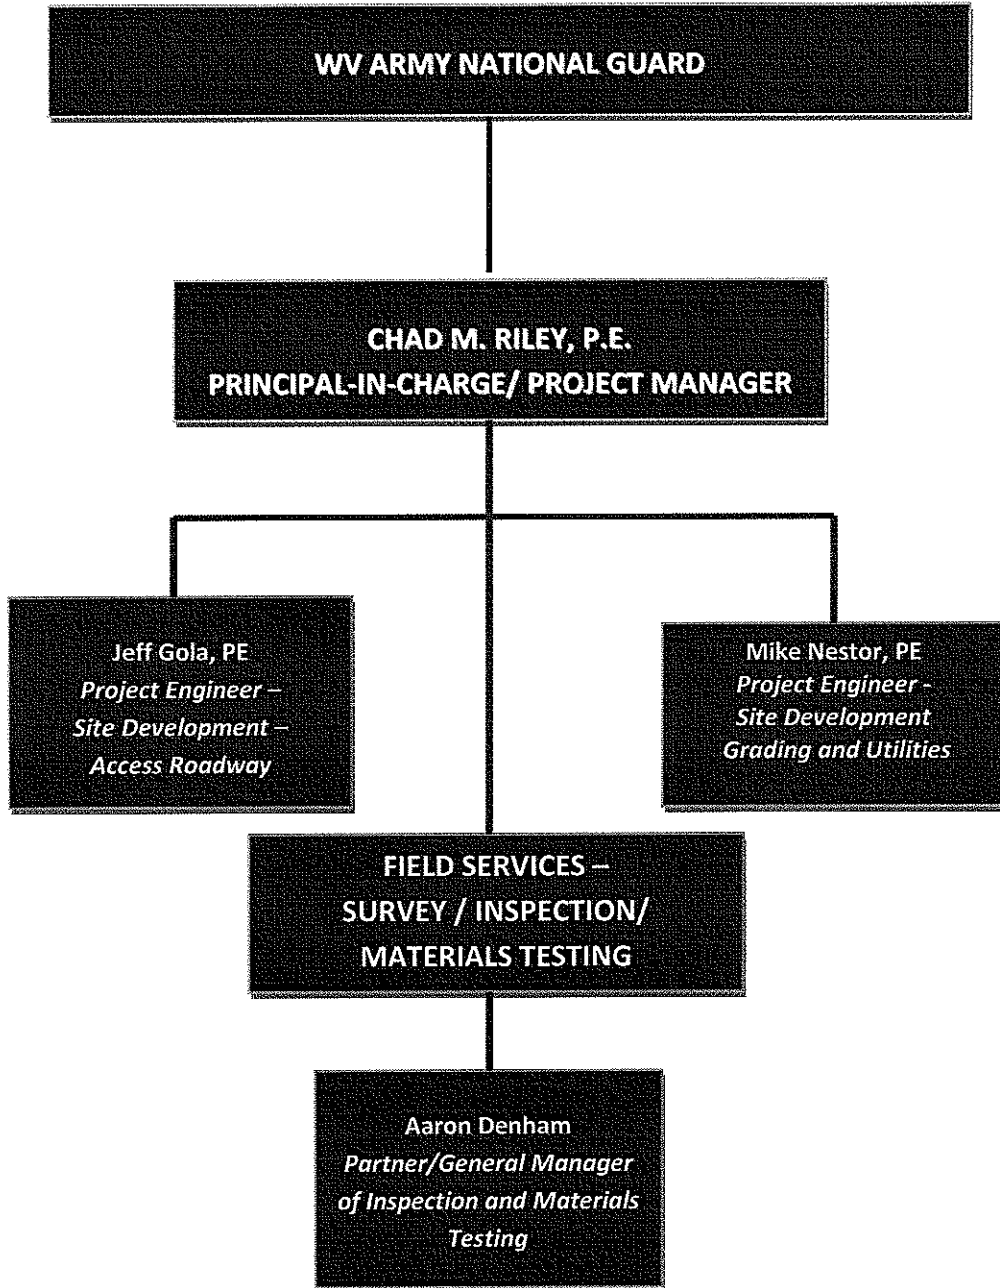 WV ARMY NATIONAL GUARD
CHAD M. RILEY, P.E.
PRINCIPAL-IN-CHARGE/ PROJECT MANAGER
Jeff Gola, PE
Project Engineer –
Site Development –
Access Roadway
Mike Nestor, PE
Project Engineer -
Site Development
Grading and Utilities
FIELD SERVICES –
SURVEY / INSPECTION/
MATERIALS TESTING
Aaron Denham
Partner/General Manager
of Inspection and Materials
Testing